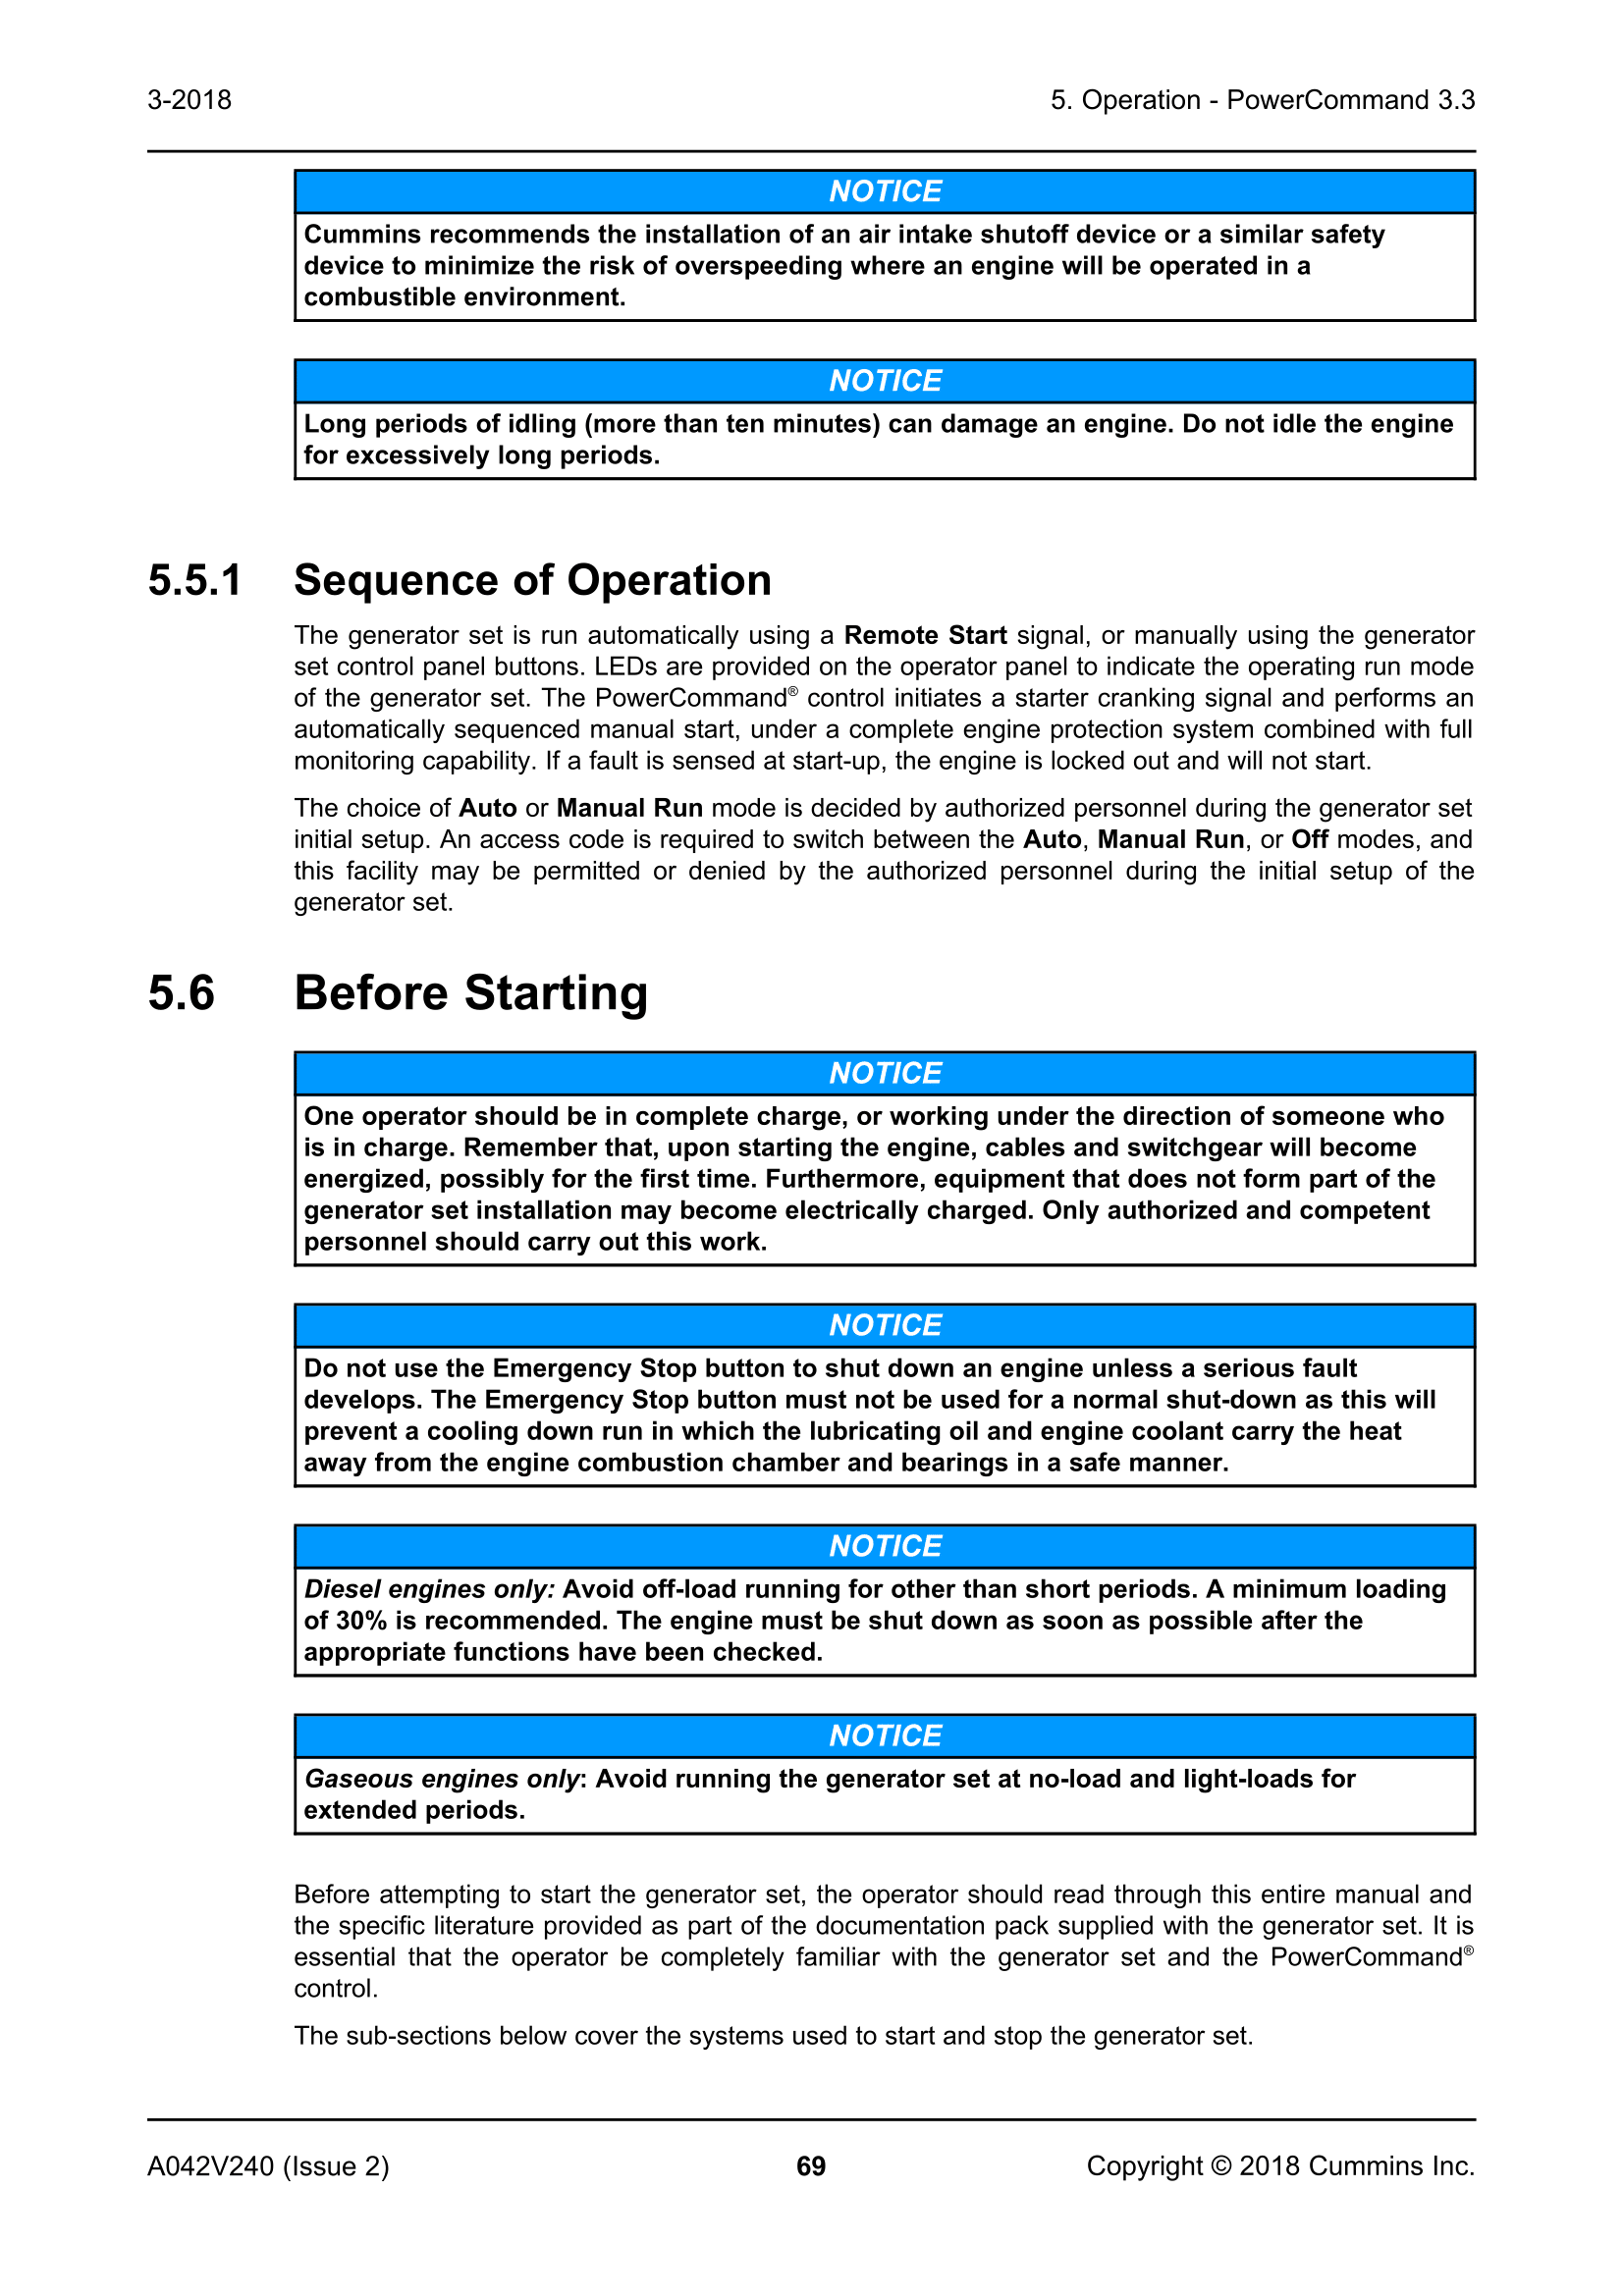 3-2018
5. Operation - PowerCommand 3.3
NOTICE
Cummins recommends the installation of an air intake shutoff device or a similar safety
device to minimize the risk of overspeeding where an engine will be operated in a
combustible environment.
NOTICE
Long periods of idling (more than ten minutes) can damage an engine. Do not idle the engine
for excessively long periods.
5.5.1 Sequence of Operation
The generator set is run automatically using a Remote Start signal, or manually using the generator
set control panel buttons. LEDs are provided on the operator panel to indicate the operating run mode
of the generator set. The PowerCommand® control initiates a starter cranking signal and performs an
automatically sequenced manual start, under a complete engine protection system combined with full
monitoring capability. If a fault is sensed at start-up, the engine is locked out and will not start.
The choice of Auto or Manual Run mode is decided by authorized personnel during the generator set
initial setup. An access code is required to switch between the Auto, Manual Run, or Off modes, and
this facility may be permitted or denied by the authorized personnel during the initial setup of the
generator set.
5.6 Before Starting
NOTICE
One operator should be in complete charge, or working under the direction of someone who
is in charge. Remember that, upon starting the engine, cables and switchgear will become
energized, possibly for the first time. Furthermore, equipment that does not form part of the
generator set installation may become electrically charged. Only authorized and competent
personnel should carry out this work.
NOTICE
Do not use the Emergency Stop button to shut down an engine unless a serious fault
develops. The Emergency Stop button must not be used for a normal shut-down as this will
prevent a cooling down run in which the lubricating oil and engine coolant carry the heat
away from the engine combustion chamber and bearings in a safe manner.
NOTICE
Diesel engines only: Avoid off-load running for other than short periods. A minimum loading
of 30% is recommended. The engine must be shut down as soon as possible after the
appropriate functions have been checked.
NOTICE
Gaseous engines only: Avoid running the generator set at no-load and light-loads for
extended periods.
Before attempting to start the generator set, the operator should read through this entire manual and
the specific literature provided as part of the documentation pack supplied with the generator set. It is
essential that the operator be completely familiar with the generator set and the PowerCommand®
control.
The sub-sections below cover the systems used to start and stop the generator set.
A042V240 (Issue 2)
69
Copyright © 2018 Cummins Inc.